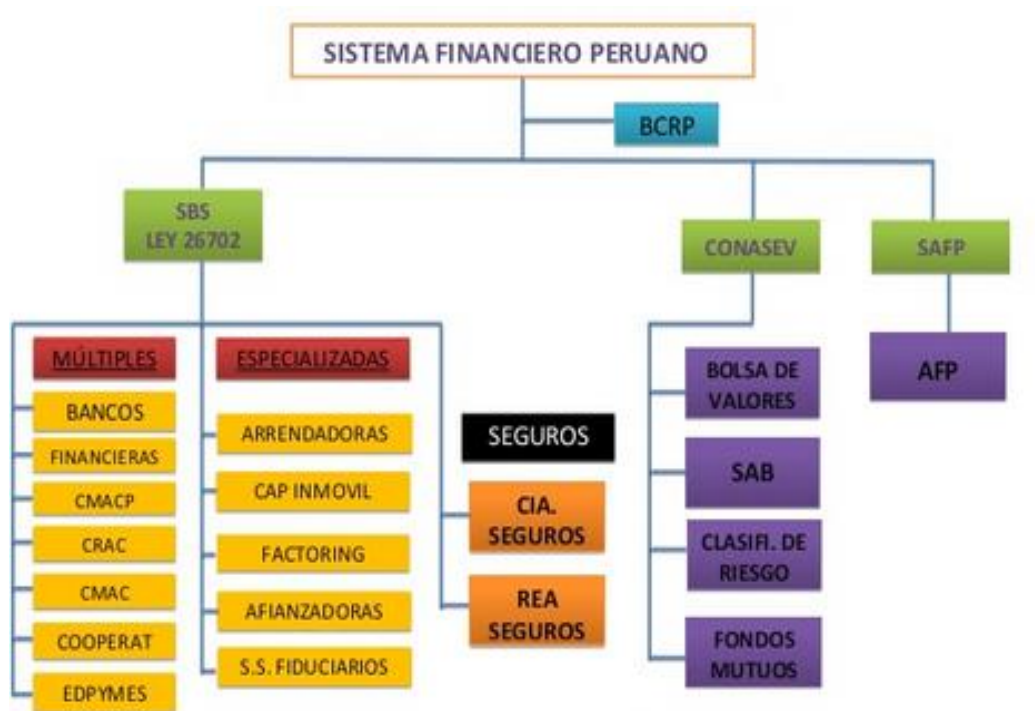 SISTEMA FINANCIERO PERUANO
BCRP
SBS
LEY 26702
CONASEV
SAFP
MÚLTIPLES
BANCOS
FINANCIERAS
CMACP
CRAC
CMAC
COOPERAT
EDPYMES
ESPECIALIZADAS
ARRENDADORAS
CAP INMOVIL
FACTORING
AFIANZADORAS
S.S. FIDUCIARIOS
SEGUROS
CIA.
SEGUROS
REA
SEGUROS
BOLSA DE
VALORES
SAB
CLASIFI. DE
RIESGO
FONDOS
MUTUOS
AFP